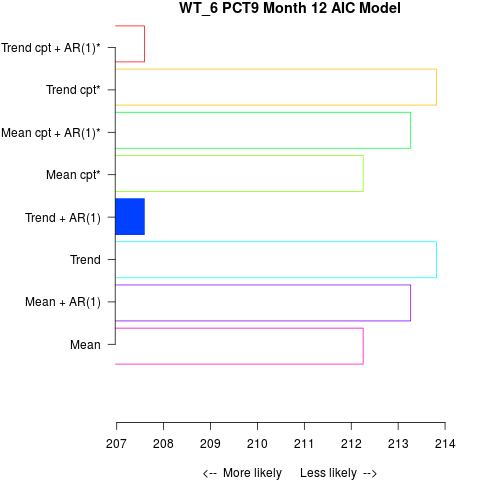 WT_6 PCT9 Month 12 AIC Model
Trend cpt + AR(1)*
Trend cpt*
Mean cpt + AR(1)*
Mean cpt*
Trend + AR(1)
Trend
Mean + AR(1)
Mean
207 208 209 210 211 212 213 214
<-- More likely Less likely -->